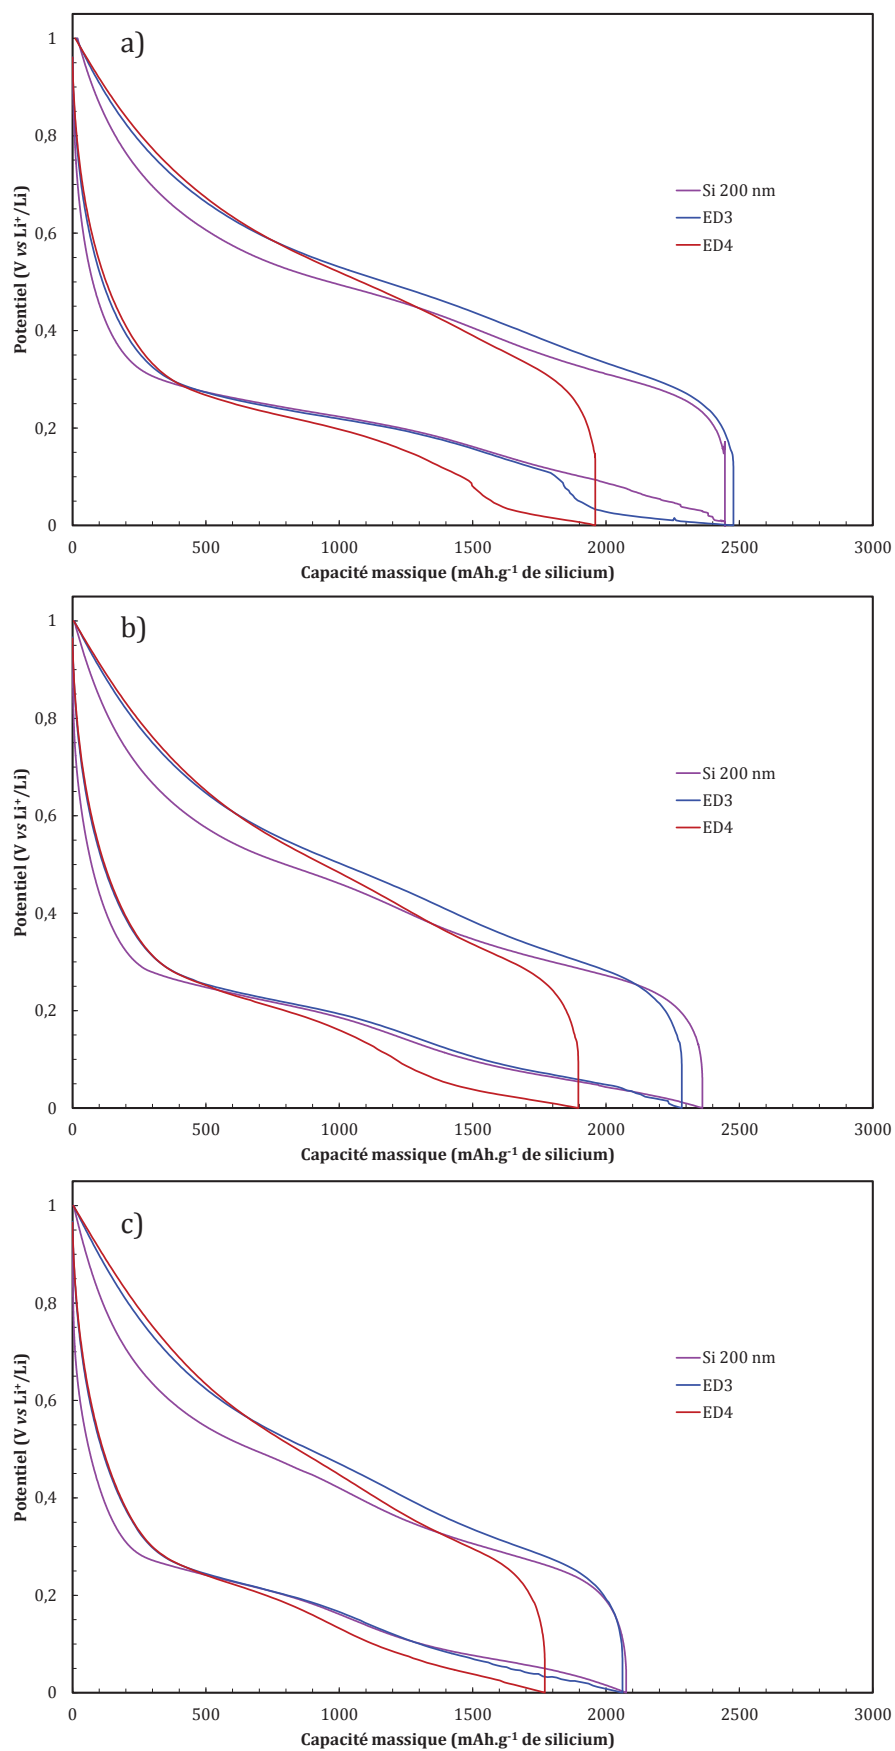 a)
1
0,8
0,6
0,4
0,2
0
Potentiel (V vs Li⁺/Li)
Si 200 nm
ED3
ED4
0 500 1000 1500 2000 2500 3000
Capacité massique (mAh.g⁻¹ de silicium)
b)
1
0,8
0,6
0,4
0,2
0
Potentiel (V vs Li⁺/Li)
Si 200 nm
ED3
ED4
0 500 1000 1500 2000 2500 3000
Capacité massique (mAh.g⁻¹ de silicium)
c)
1
0,8
0,6
0,4
0,2
0
Potentiel (V vs Li⁺/Li)
Si 200 nm
ED3
ED4
0 500 1000 1500 2000 2500 3000
Capacité massique (mAh.g⁻¹ de silicium)